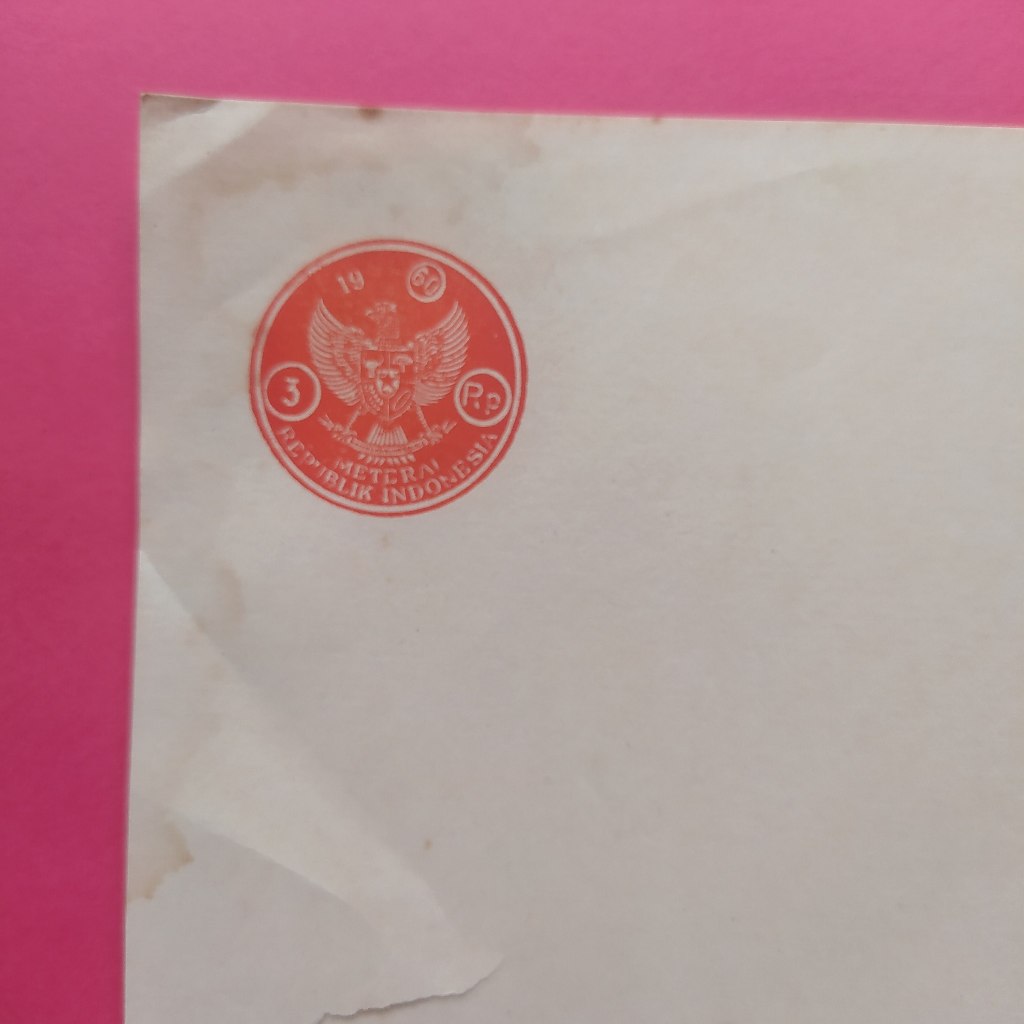 19 60
3 Rp
METERAI
REPUBLIK INDONESIA